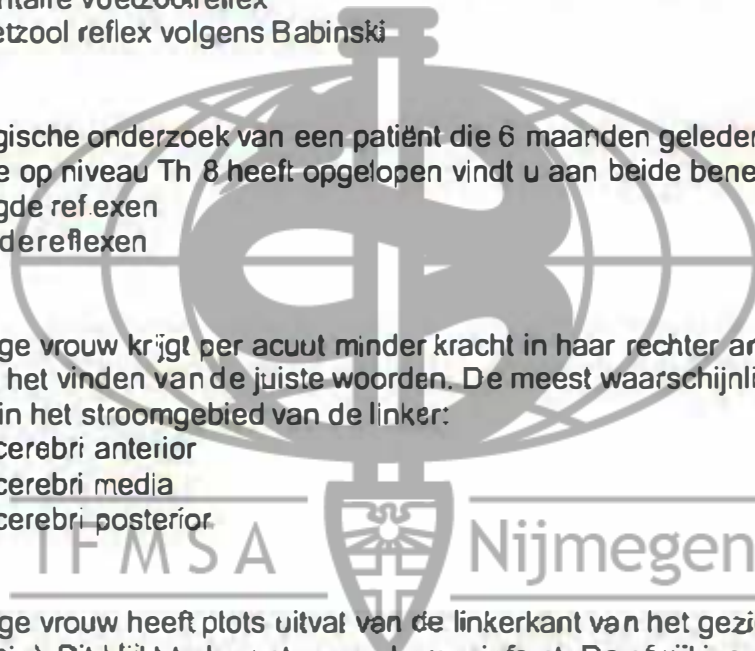 ntaire voetzoolreflex
etzool reflex volgens Babinski
gische onderzoek van een patiënt die 6 maanden geleden
e op niveau Th 8 heeft opgelopen vindt u aan beide bene
gde ref.exen
dereflexen
ge vrouw krijgt per acuut minder kracht in haar rechter ar
het vinden van de juiste woorden. De meest waarschijnli
in het stroomgebied van de linker:
cerebri anterior
cerebri media
cerebri posterior
IFMSA Nijmegen
ge vrouw heeft plots uitval van de linkerkant van het gezi